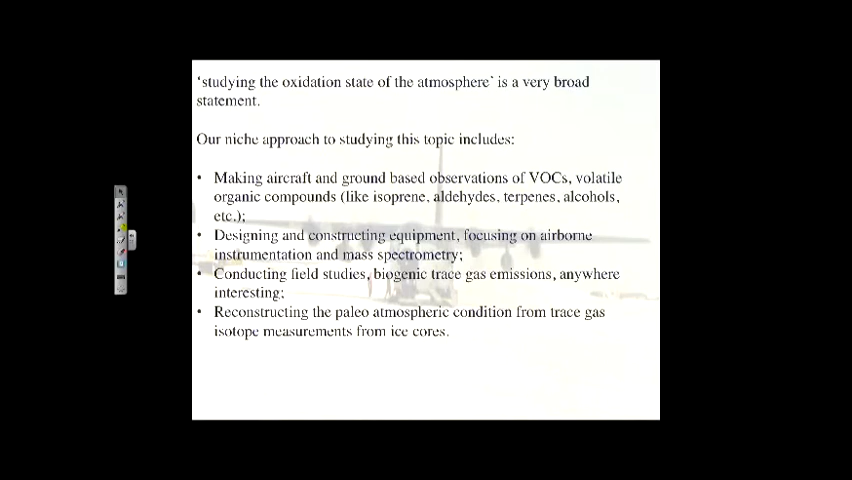 ‘studying the oxidation state of the atmosphere’ is a very broad
statement.
Our niche approach to studying this topic includes:
• Making aircraft and ground based observations of VOCs, volatile
organic compounds (like isoprene, aldehydes, terpenes, alcohols,
etc.);
• Designing and constructing equipment, focusing on airborne
instrumentation and mass spectrometry;
• Conducting field studies, biogenic trace gas emissions, anywhere
interesting;
• Reconstructing the paleo atmospheric condition from trace gas
isotope measurements from ice cores.